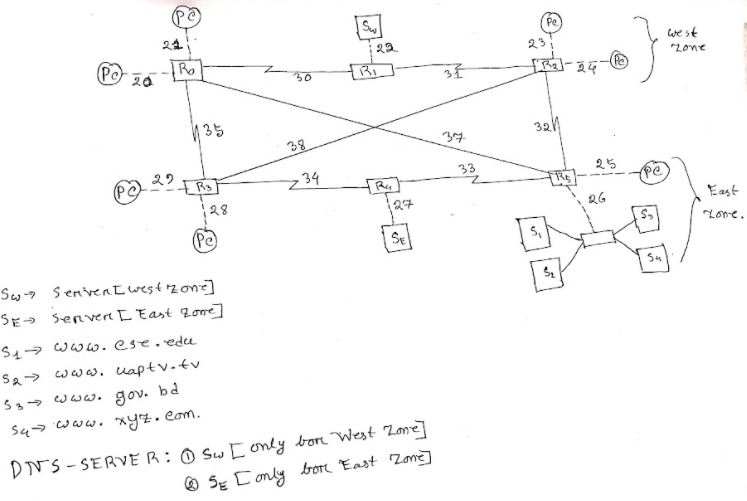 PC
Sw
PC
21
22
23
West Zone
PC
20
R0
30
R1
31
R2
24
PC
35
38
37
32
PC
29
R3
34
R4
33
R5
25
PC
East Zone.
28
27
26
PC
SE
S1
S3
S2
S4
Sw → Server [West Zone]
SE → Server [East Zone]
S1 → www.cse.edu
S2 → www.uaptv.tv
S3 → www.gov.bd
S4 → www.xyz.com.
DNS-SERVER: ① Sw [only for West Zone]
② SE [only for East Zone]